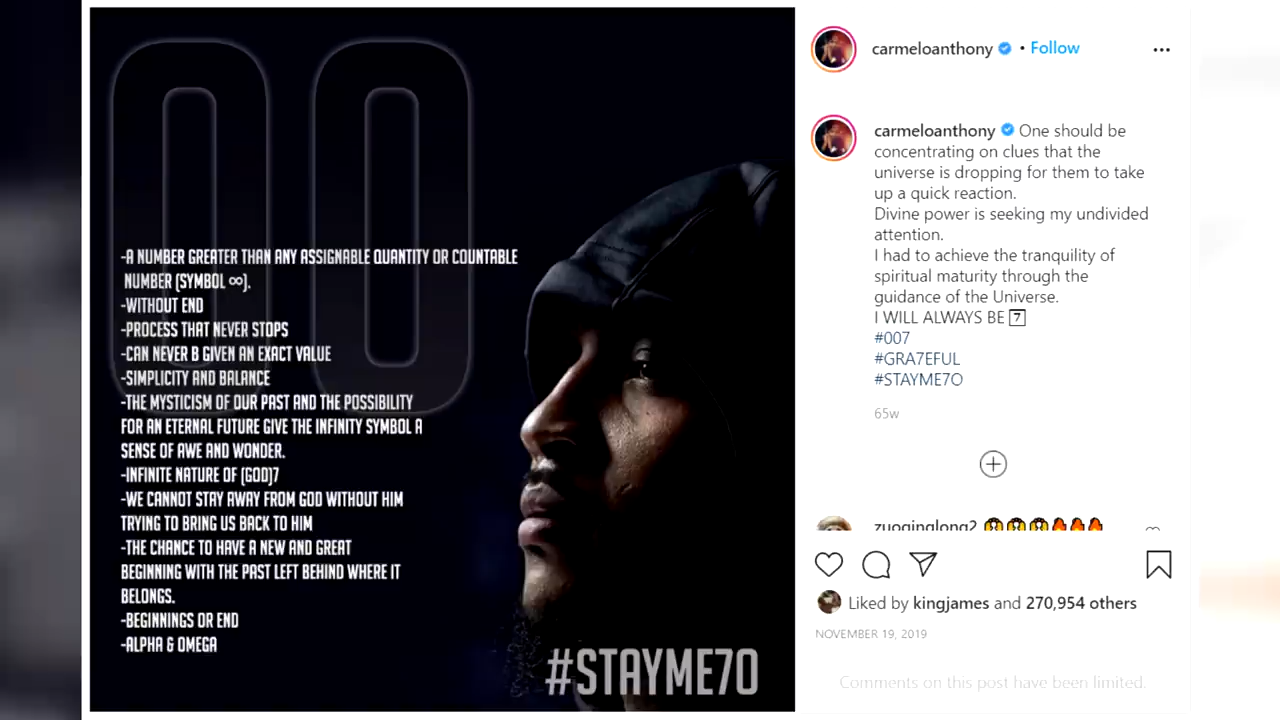 00
-A NUMBER GREATER THAN ANY ASSIGNABLE QUANTITY OR COUNTABLE
NUMBER (SYMBOL ∞).
-WITHOUT END
-PROCESS THAT NEVER STOPS
-CAN NEVER B GIVEN AN EXACT VALUE
-SIMPLICITY AND BALANCE
-THE MYSTICISM OF OUR PAST AND THE POSSIBILITY
FOR AN ETERNAL FUTURE GIVE THE INFINITY SYMBOL A
SENSE OF AWE AND WONDER.
-INFINITE NATURE OF (GOD)7
-WE CANNOT STAY AWAY FROM GOD WITHOUT HIM
TRYING TO BRING US BACK TO HIM
-THE CHANCE TO HAVE A NEW AND GREAT
BEGINNING WITH THE PAST LEFT BEHIND WHERE IT
BELONGS.
-BEGINNINGS OR END
-ALPHA & OMEGA
#STAYME7O
carmeloanthony • Follow
carmeloanthony One should be
concentrating on clues that the
universe is dropping for them to take
up a quick reaction.
Divine power is seeking my undivided
attention.
I had to achieve the tranquility of
spiritual maturity through the
guidance of the Universe.
I WILL ALWAYS BE 7
#007
#GRA7EFUL
#STAYME7O
65w
zuoqinglong2
Liked by kingjames and 270,954 others
NOVEMBER 19, 2019
Comments on this post have been limited.